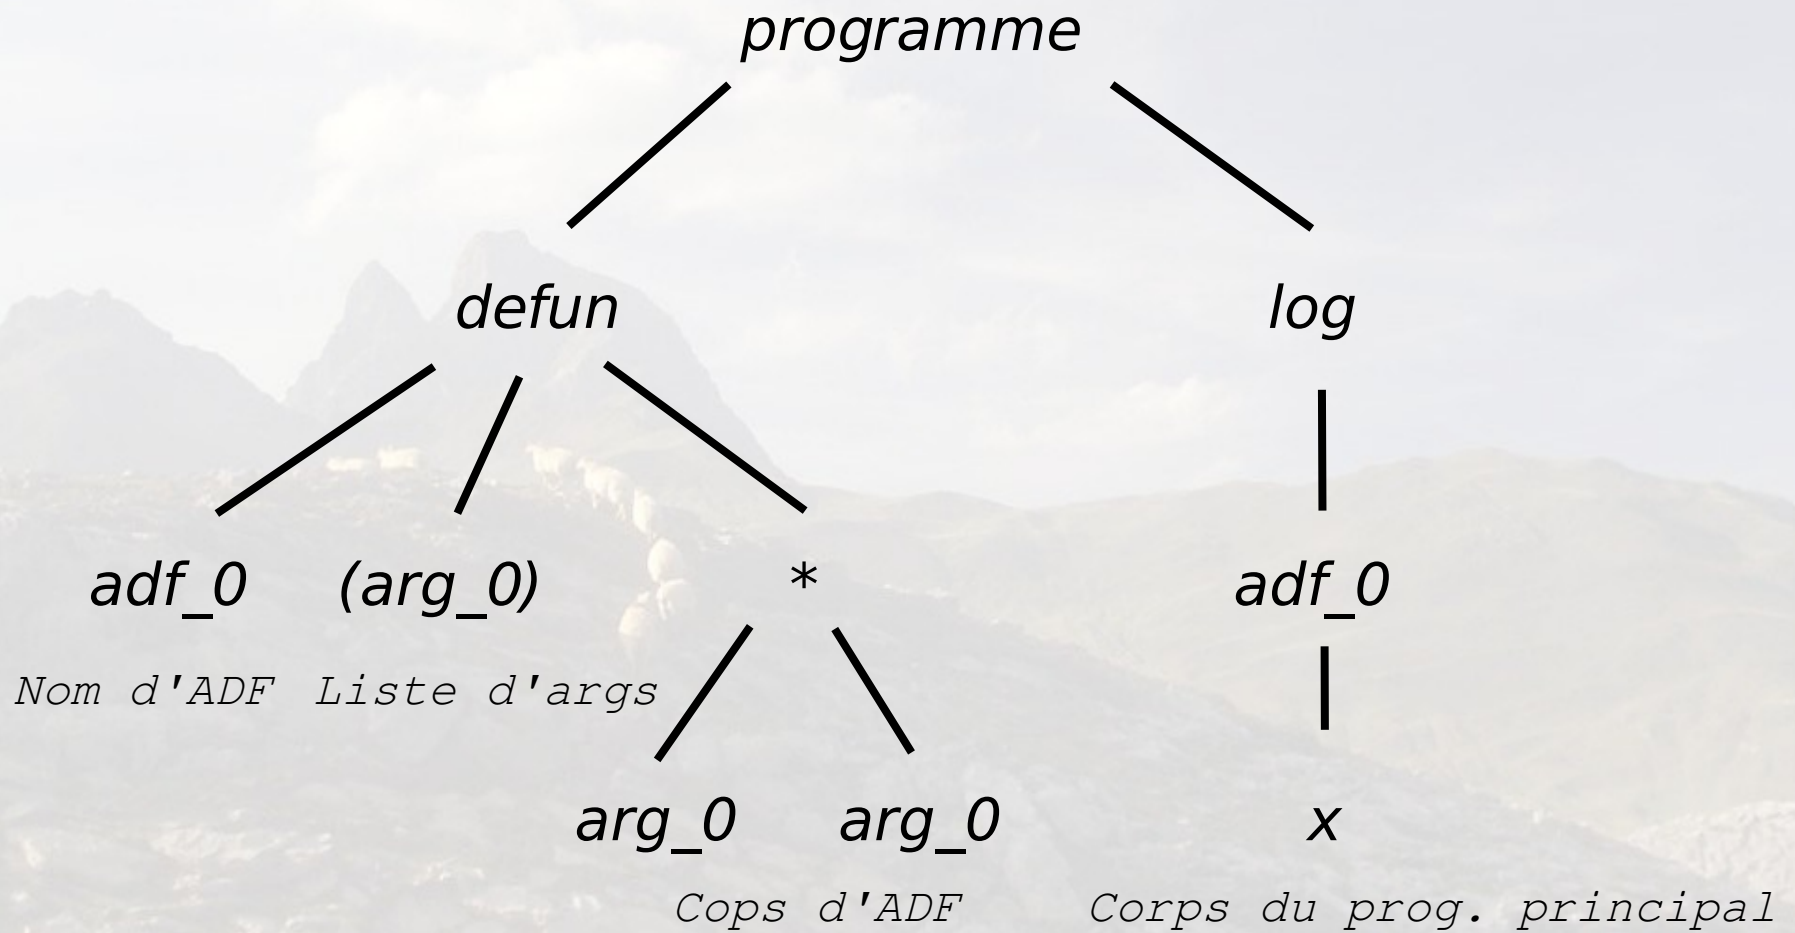 programme
defun log
adf_0 (arg_0) * adf_0
Nom d'ADF Liste d'args
arg_0 arg_0 x
Cops d'ADF Corps du prog. principal